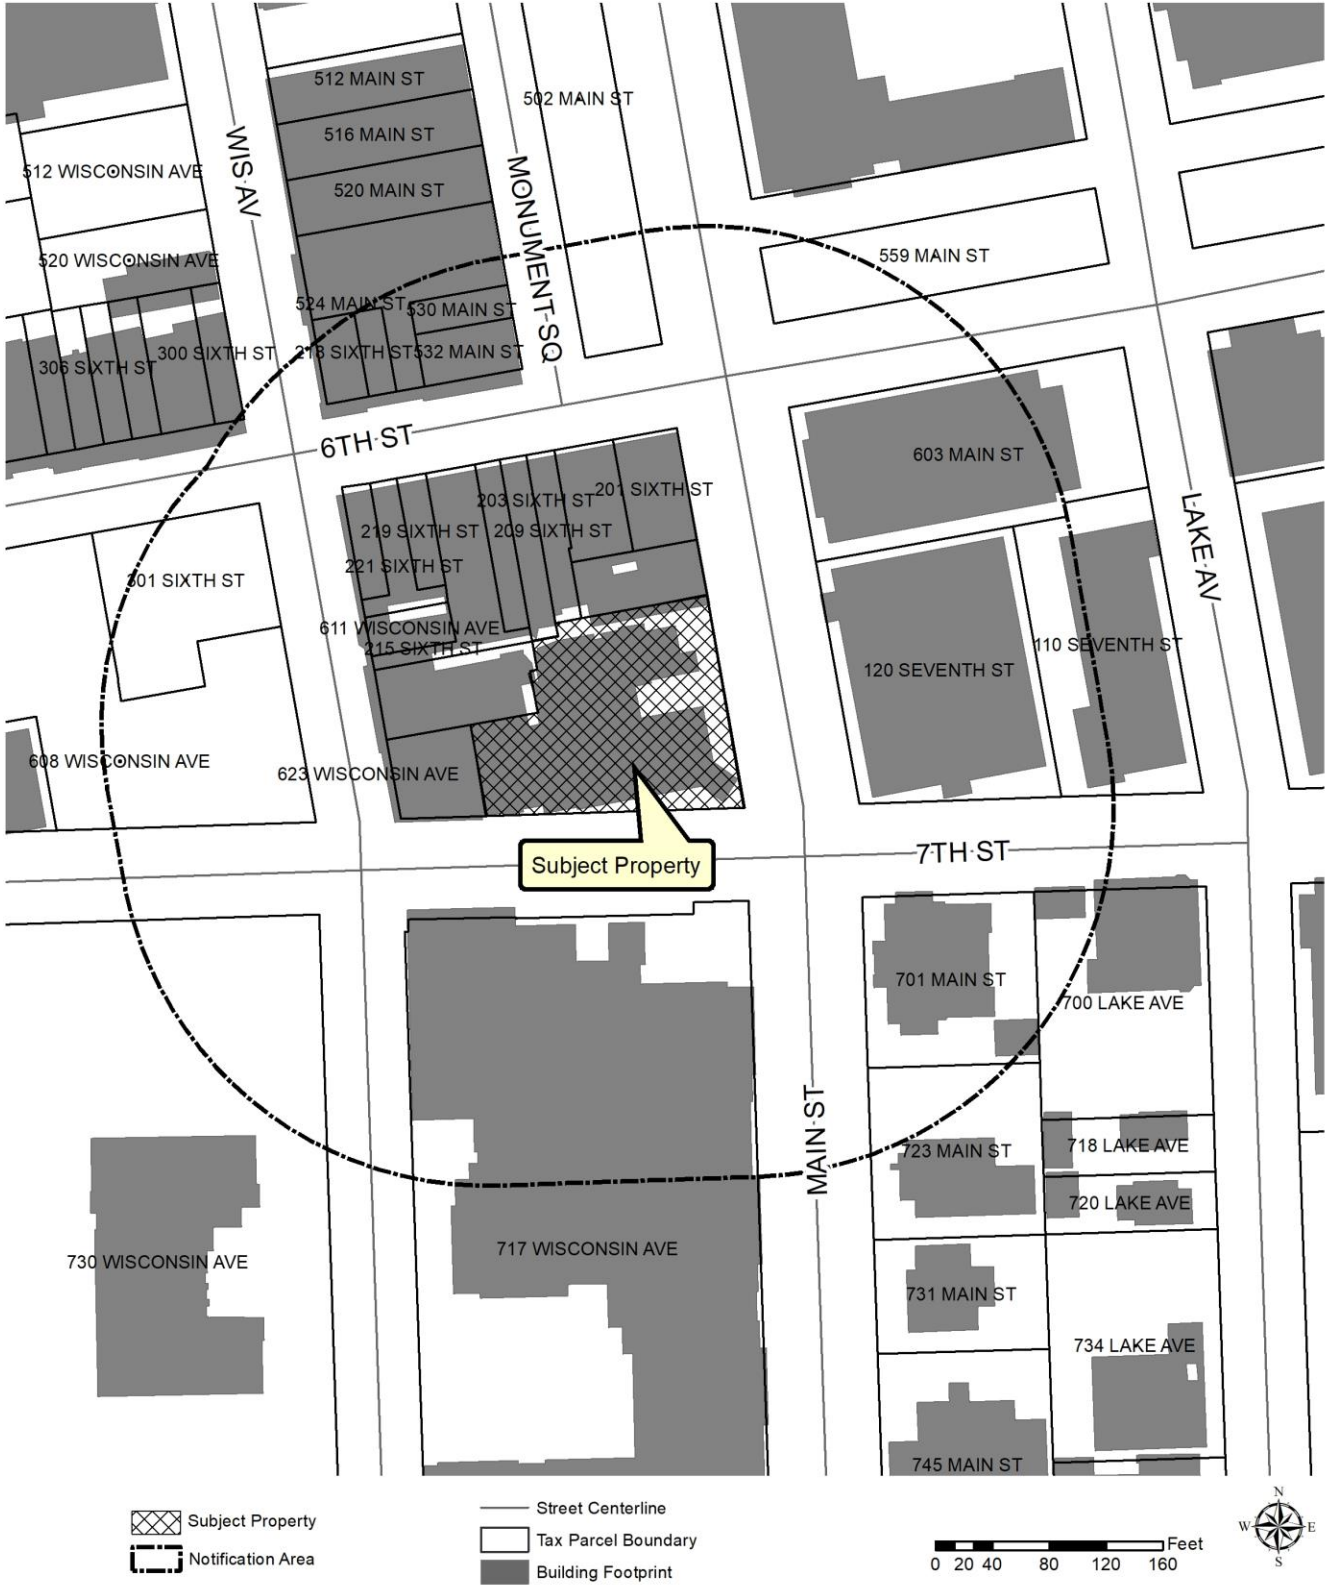 512 MAIN ST
502 MAIN ST
516 MAIN ST
WIS AV
512 WISCONSIN AVE
520 MAIN ST
MONUMENT SQ
520 WISCONSIN AVE
559 MAIN ST
524 MAIN ST
530 MAIN ST
306 SIXTH ST
300 SIXTH ST
213 SIXTH ST
532 MAIN ST
6TH ST
603 MAIN ST
203 SIXTH ST
201 SIXTH ST
219 SIXTH ST
209 SIXTH ST
LAKE AV
221 SIXTH ST
301 SIXTH ST
611 WISCONSIN AVE
215 SIXTH ST
110 SEVENTH ST
120 SEVENTH ST
608 WISCONSIN AVE
623 WISCONSIN AVE
Subject Property
7TH ST
701 MAIN ST
700 LAKE AVE
MAIN ST
723 MAIN ST
718 LAKE AVE
720 LAKE AVE
717 WISCONSIN AVE
730 WISCONSIN AVE
731 MAIN ST
734 LAKE AVE
745 MAIN ST
Subject Property
Notification Area
Street Centerline
Tax Parcel Boundary
Building Footprint
Feet
0 20 40 80 120 160
N
W E
S